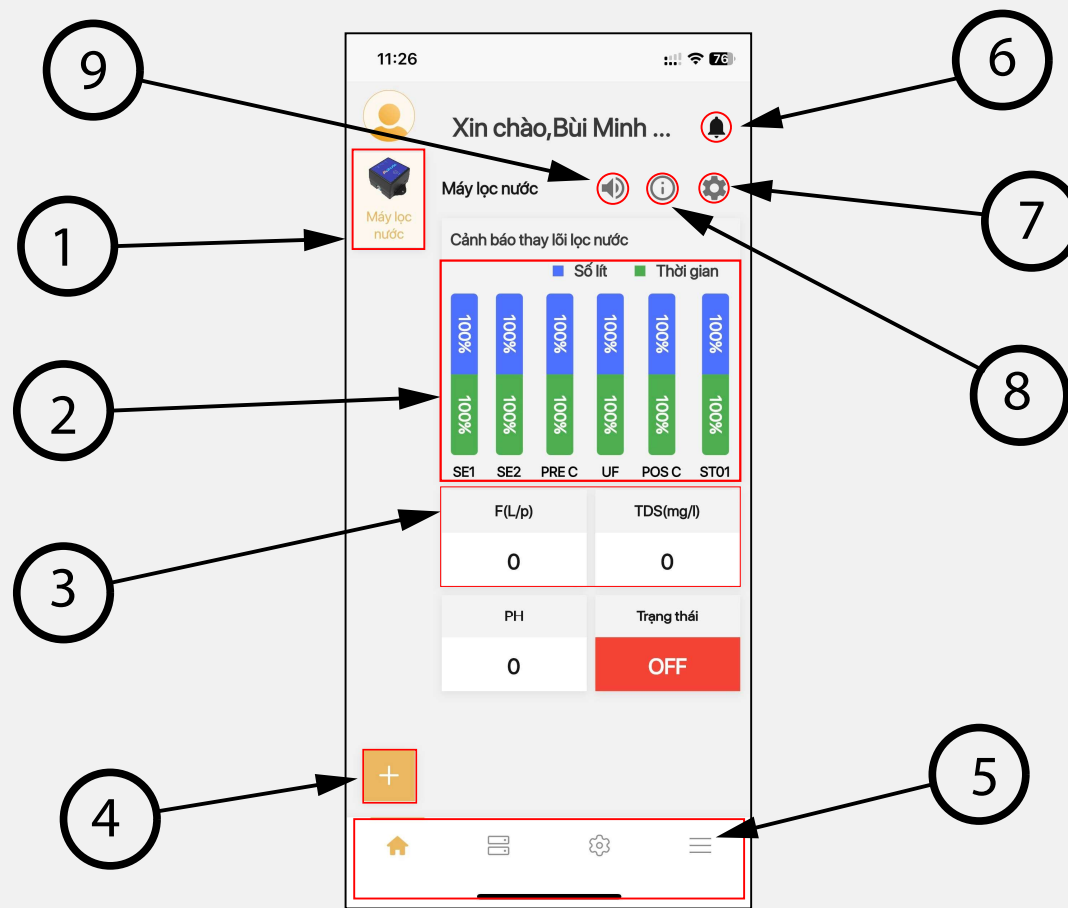 11:26
76
9
6
Xin chào,Bùi Minh ...
Máy lọc nước
7
1
Máy lọc
nước
Cảnh báo thay lõi lọc nước
Số lít
Thời gian
100% 100% 100% 100% 100% 100%
8
2
100% 100% 100% 100% 100% 100%
SE1 SE2 PRE C UF POS C ST01
F(L/p) TDS(mg/l)
0 0
3
PH Trạng thái
0 OFF
+
5
4